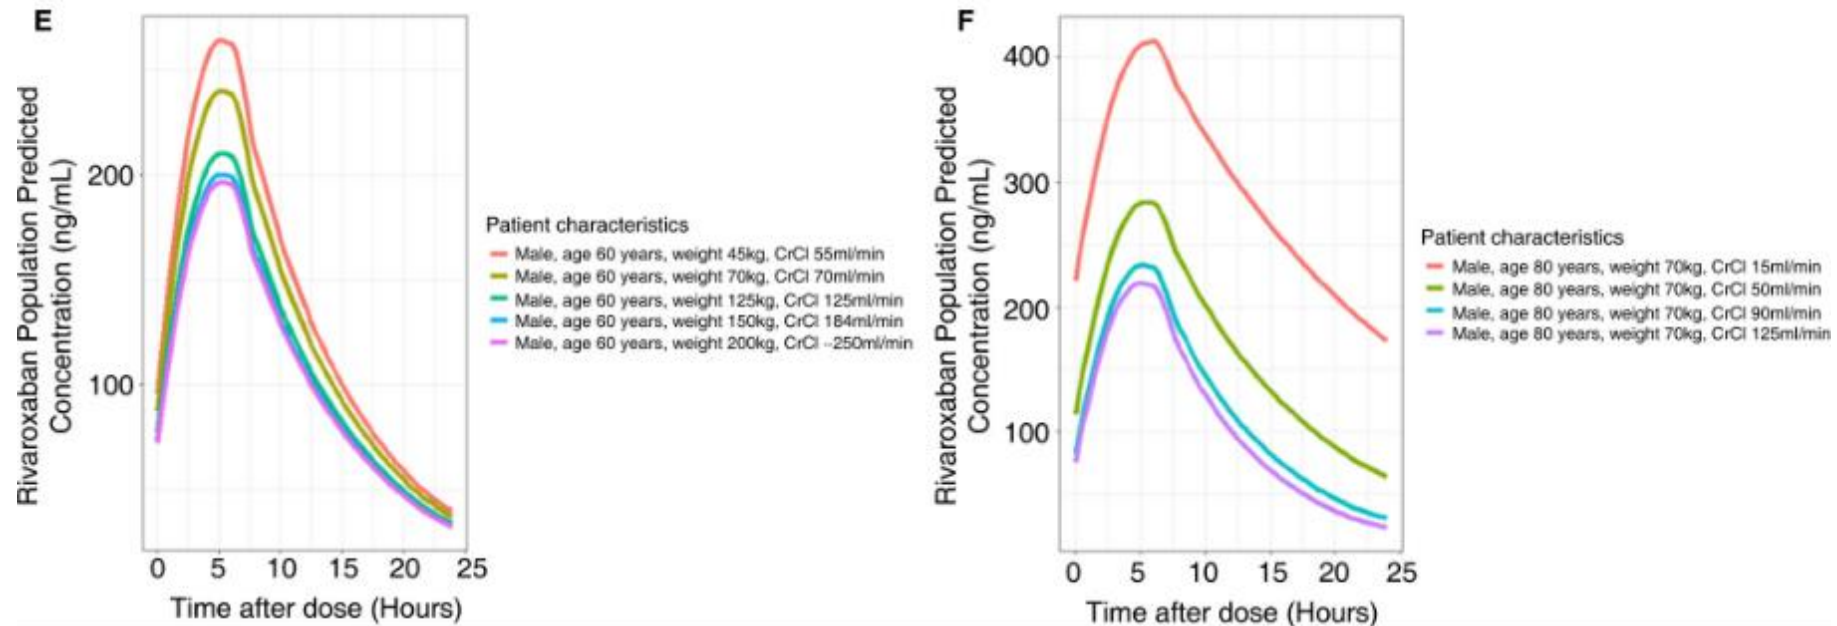 E
Rivaroxaban Population Predicted
Concentration (ng/mL)
200
100
0 5 10 15 20 25
Time after dose (Hours)
Patient characteristics
Male, age 60 years, weight 45kg, CrCl 55ml/min
Male, age 60 years, weight 70kg, CrCl 70ml/min
Male, age 60 years, weight 125kg, CrCl 125ml/min
Male, age 60 years, weight 150kg, CrCl 184ml/min
Male, age 60 years, weight 200kg, CrCl ~250ml/min
F
Rivaroxaban Population Predicted
Concentration (ng/mL)
400
300
200
100
0 5 10 15 20 25
Time after dose (Hours)
Patient characteristics
Male, age 80 years, weight 70kg, CrCl 15ml/min
Male, age 80 years, weight 70kg, CrCl 50ml/min
Male, age 80 years, weight 70kg, CrCl 90ml/min
Male, age 80 years, weight 70kg, CrCl 125ml/min